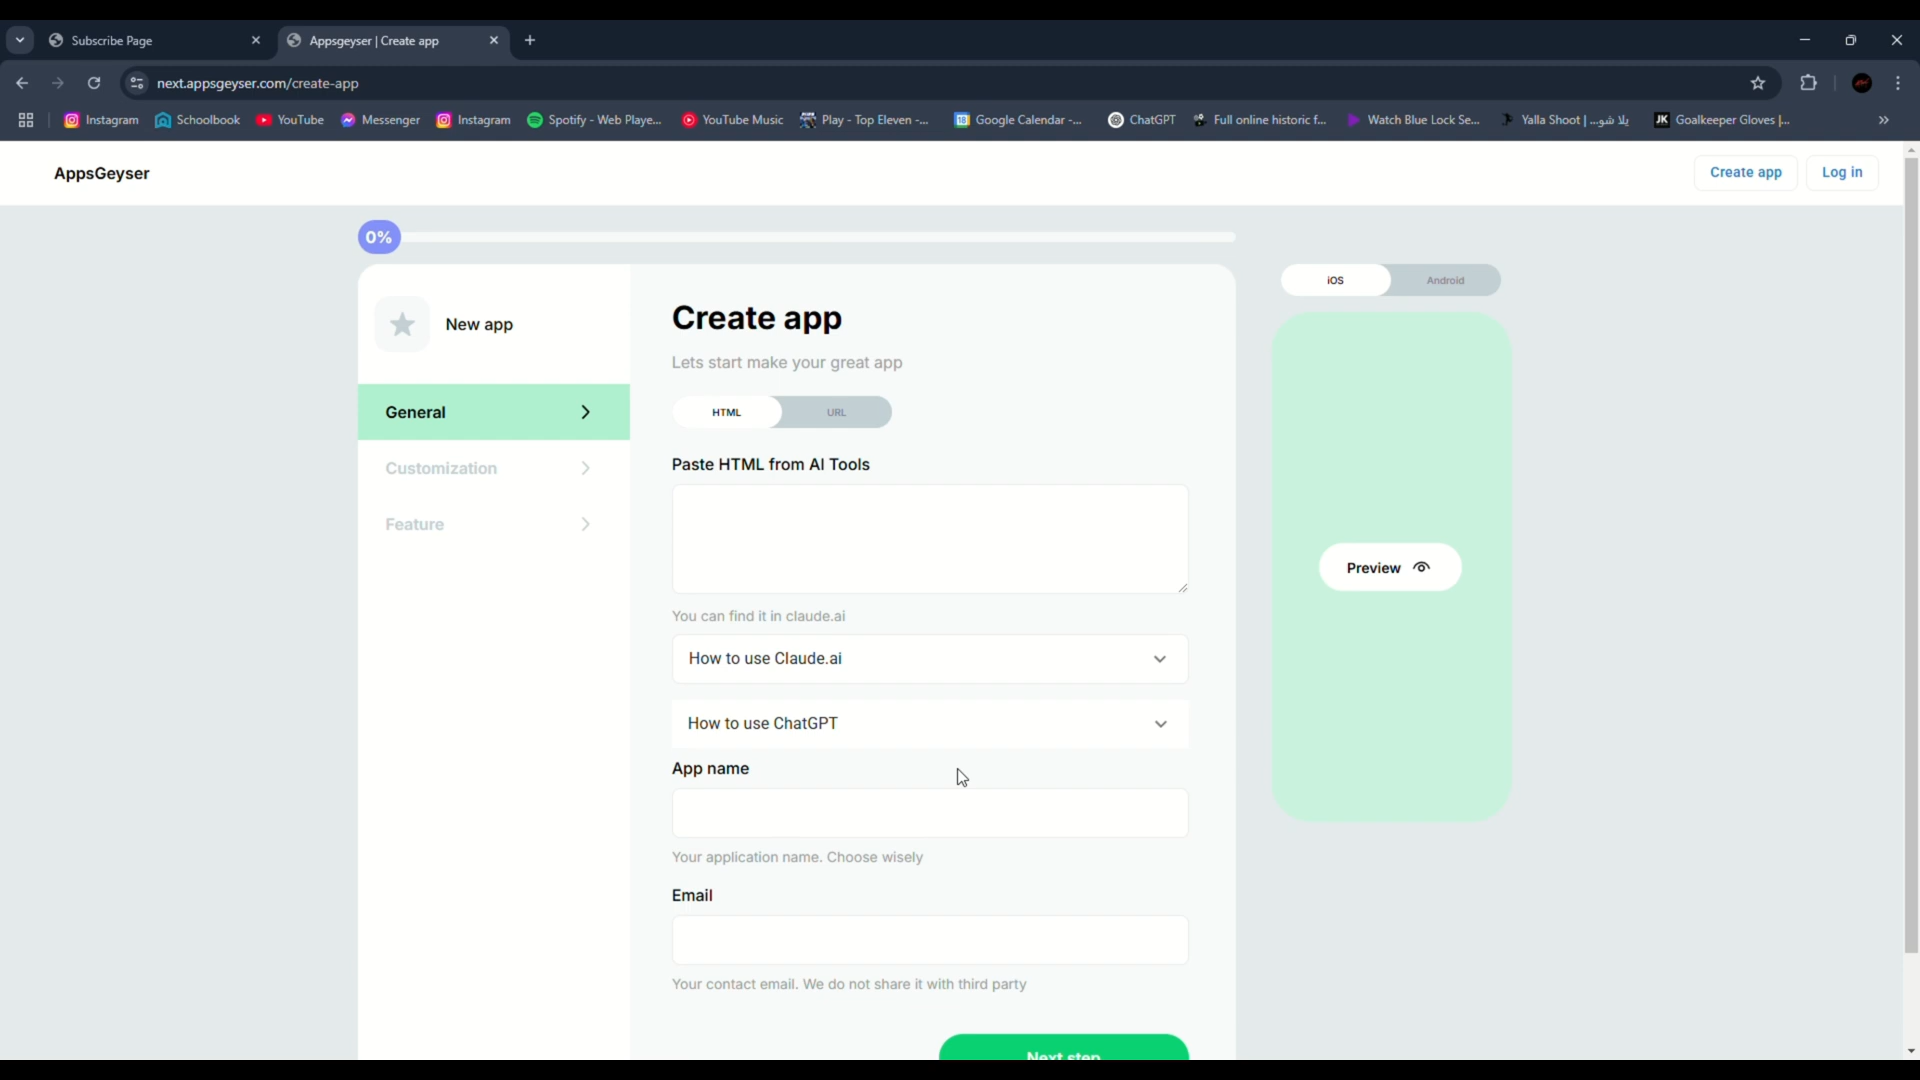 Subscribe Page
Appsgeyser | Create app
next.appsgeyser.com/create-app
Instagram
Schoolbook
YouTube
Messenger
Instagram
Spotify - Web Playe...
YouTube Music
Play - Top Eleven -...
Google Calendar -...
ChatGPT
Full online historic f...
Watch Blue Lock Se...
Yalla Shoot | ...يلا شو
Goalkeeper Gloves |...
AppsGeyser
Create app
Log in
0%
New app
General
Customization
Feature
Create app
Lets start make your great app
HTML
URL
Paste HTML from AI Tools
You can find it in claude.ai
How to use Claude.ai
How to use ChatGPT
App name
Your application name. Choose wisely
Email
Your contact email. We do not share it with third party
Next step
iOS
Android
Preview